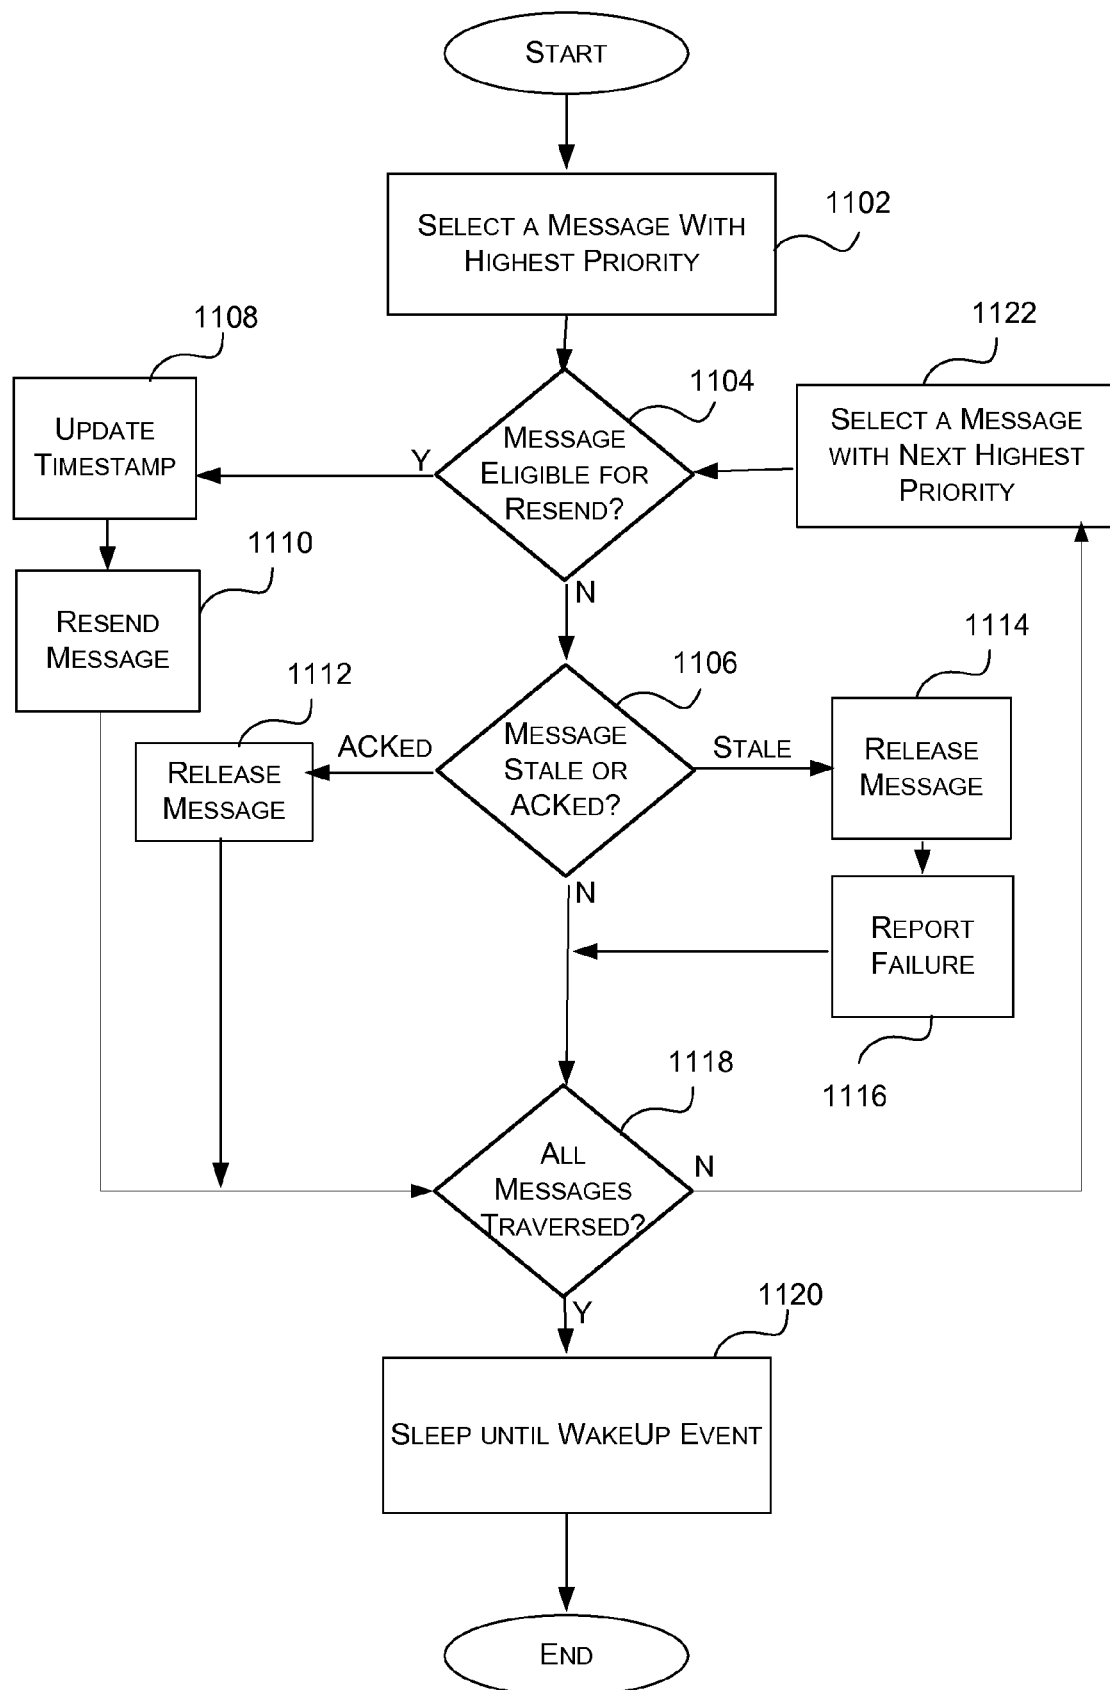 START
SELECT A MESSAGE WITH
HIGHEST PRIORITY
1102
1108
1122
UPDATE
TIMESTAMP
Y
MESSAGE
ELIGIBLE FOR
RESEND?
1104
SELECT A MESSAGE
WITH NEXT HIGHEST
PRIORITY
N
1110
RESEND
MESSAGE
1112
RELEASE
MESSAGE
ACKED
MESSAGE
STALE OR
ACKED?
1106
STALE
1114
RELEASE
MESSAGE
N
REPORT
FAILURE
1116
1118
ALL
MESSAGES
TRAVERSED?
N
Y
1120
SLEEP UNTIL WAKEUP EVENT
END